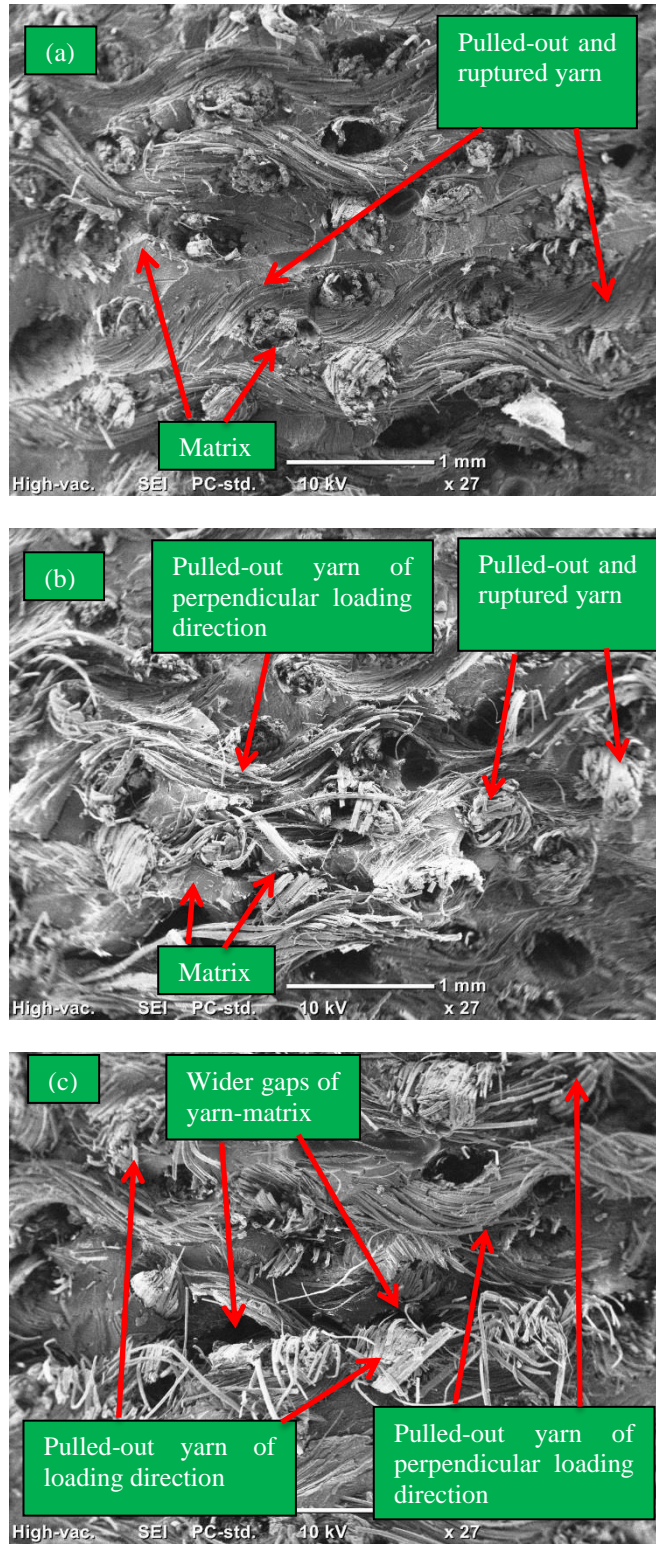 (a)
Pulled-out and
ruptured yarn
Matrix
1 mm
High-vac. SEI PC-std. 10 kV x 27
(b)
Pulled-out yarn of
perpendicular loading
direction
Pulled-out and
ruptured yarn
Matrix
1 mm
High-vac. SEI PC-std. 10 kV x 27
(c)
Wider gaps of
yarn-matrix
Pulled-out yarn of
loading direction
Pulled-out yarn of
perpendicular loading
direction
High-vac. SEI PC-std. 10 kV x 27